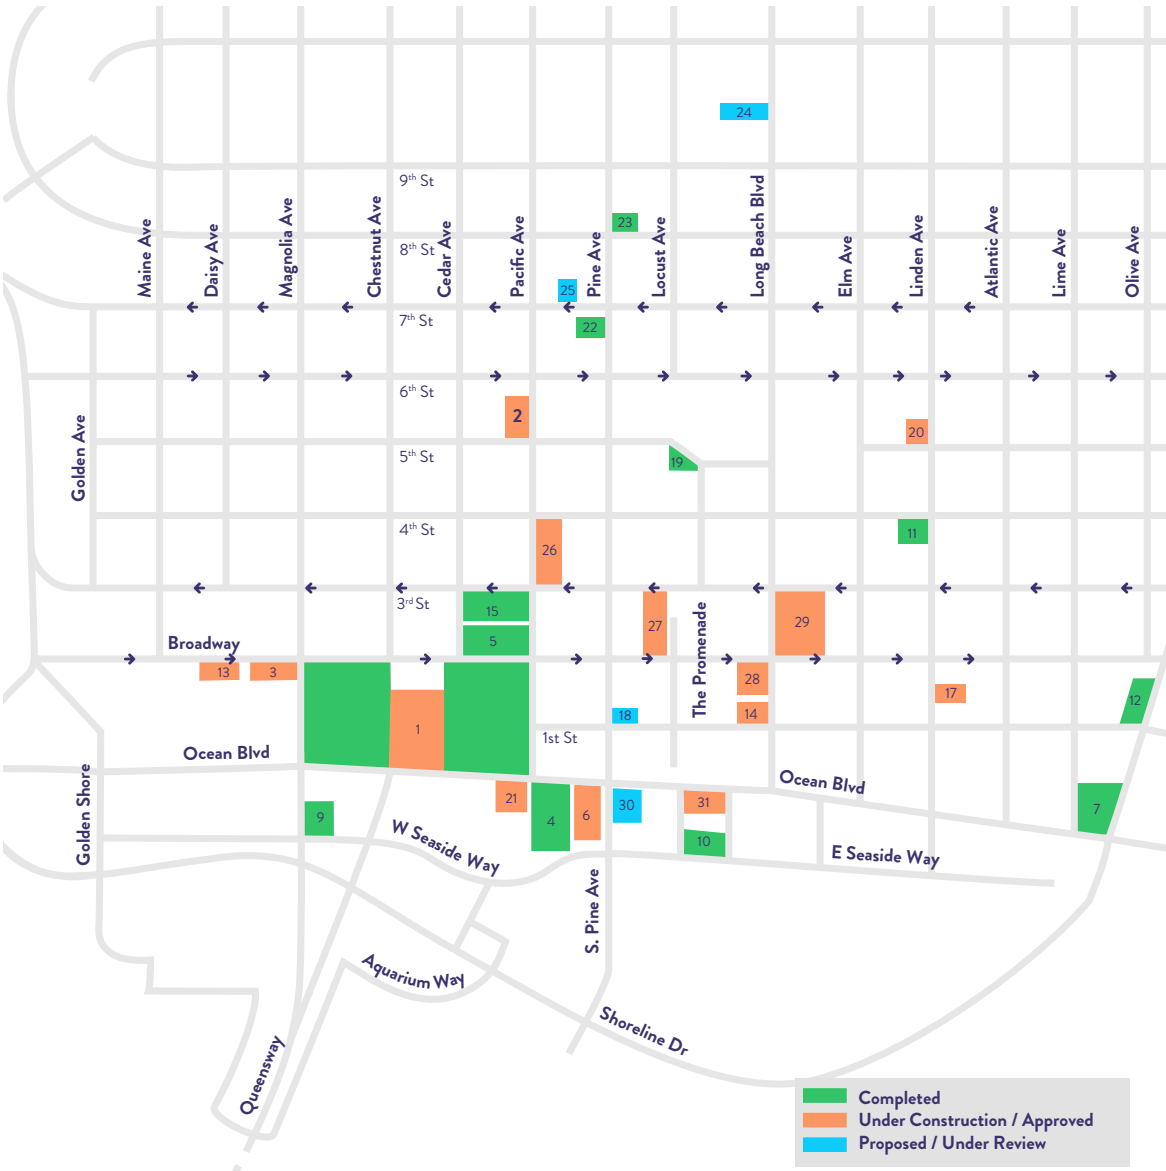 24
9th St
23
8th St
Maine Ave
Daisy Ave
Magnolia Ave
Chestnut Ave
Cedar Ave
Pacific Ave
Pine Ave
Locust Ave
Long Beach Blvd
Elm Ave
Linden Ave
Atlantic Ave
Lime Ave
Olive Ave
25
7th St
22
6th St
2
20
Golden Ave
5th St
19
4th St
26
11
3rd St
15
27
29
The Promenade
Broadway
5
13
3
28
1
18
14
17
12
1st St
Ocean Blvd
Ocean Blvd
Golden Shore
21
9
4
6
30
31
7
W Seaside Way
10
E Seaside Way
S. Pine Ave
Aquarium Way
Shoreline Dr
Queensway
Completed
Under Construction / Approved
Proposed / Under Review